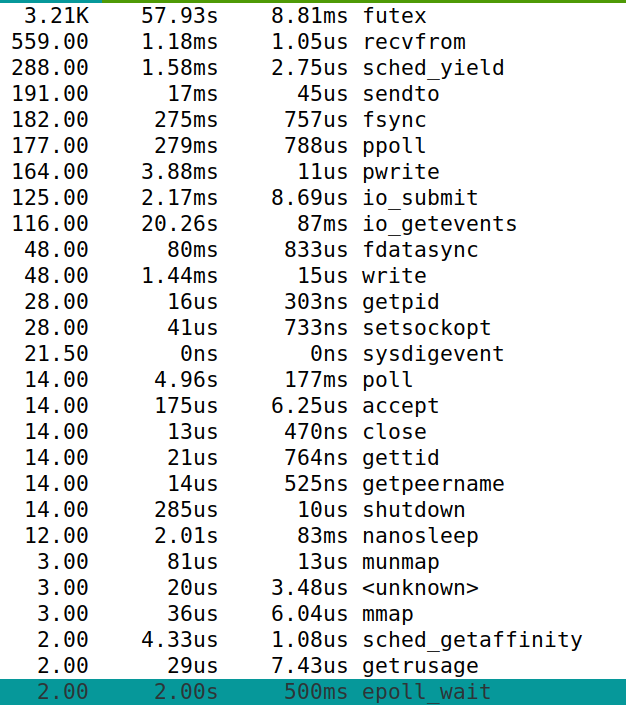 3.21K 57.93s 8.81ms futex
559.00 1.18ms 1.05us recvfrom
288.00 1.58ms 2.75us sched_yield
191.00 17ms 45us sendto
182.00 275ms 757us fsync
177.00 279ms 788us ppoll
164.00 3.88ms 11us pwrite
125.00 2.17ms 8.69us io_submit
116.00 20.26s 87ms io_getevents
48.00 80ms 833us fdatasync
48.00 1.44ms 15us write
28.00 16us 303ns getpid
28.00 41us 733ns setsockopt
21.50 0ns 0ns sysdigevent
14.00 4.96s 177ms poll
14.00 175us 6.25us accept
14.00 13us 470ns close
14.00 21us 764ns gettid
14.00 14us 525ns getpeername
14.00 285us 10us shutdown
12.00 2.01s 83ms nanosleep
3.00 81us 13us munmap
3.00 20us 3.48us <unknown>
3.00 36us 6.04us mmap
2.00 4.33us 1.08us sched_getaffinity
2.00 29us 7.43us getrusage
2.00 2.00s 500ms epoll_wait